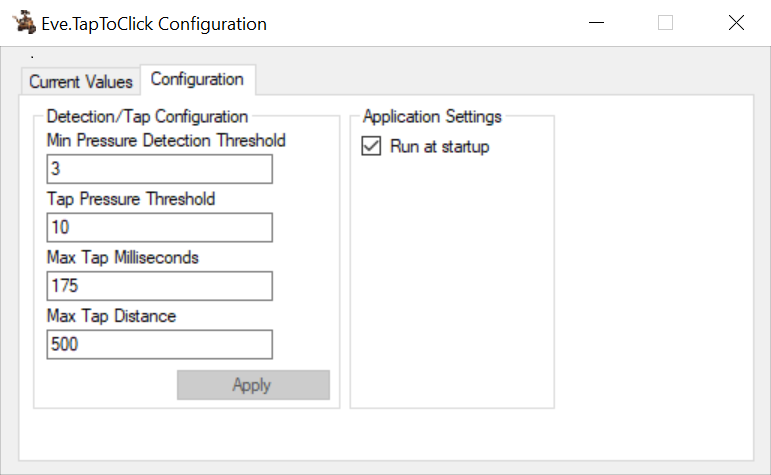 Eve.TapToClick Configuration
.
Current Values
Configuration
Detection/Tap Configuration
Min Pressure Detection Threshold
3
Tap Pressure Threshold
10
Max Tap Milliseconds
175
Max Tap Distance
500
Apply
Application Settings
Run at startup